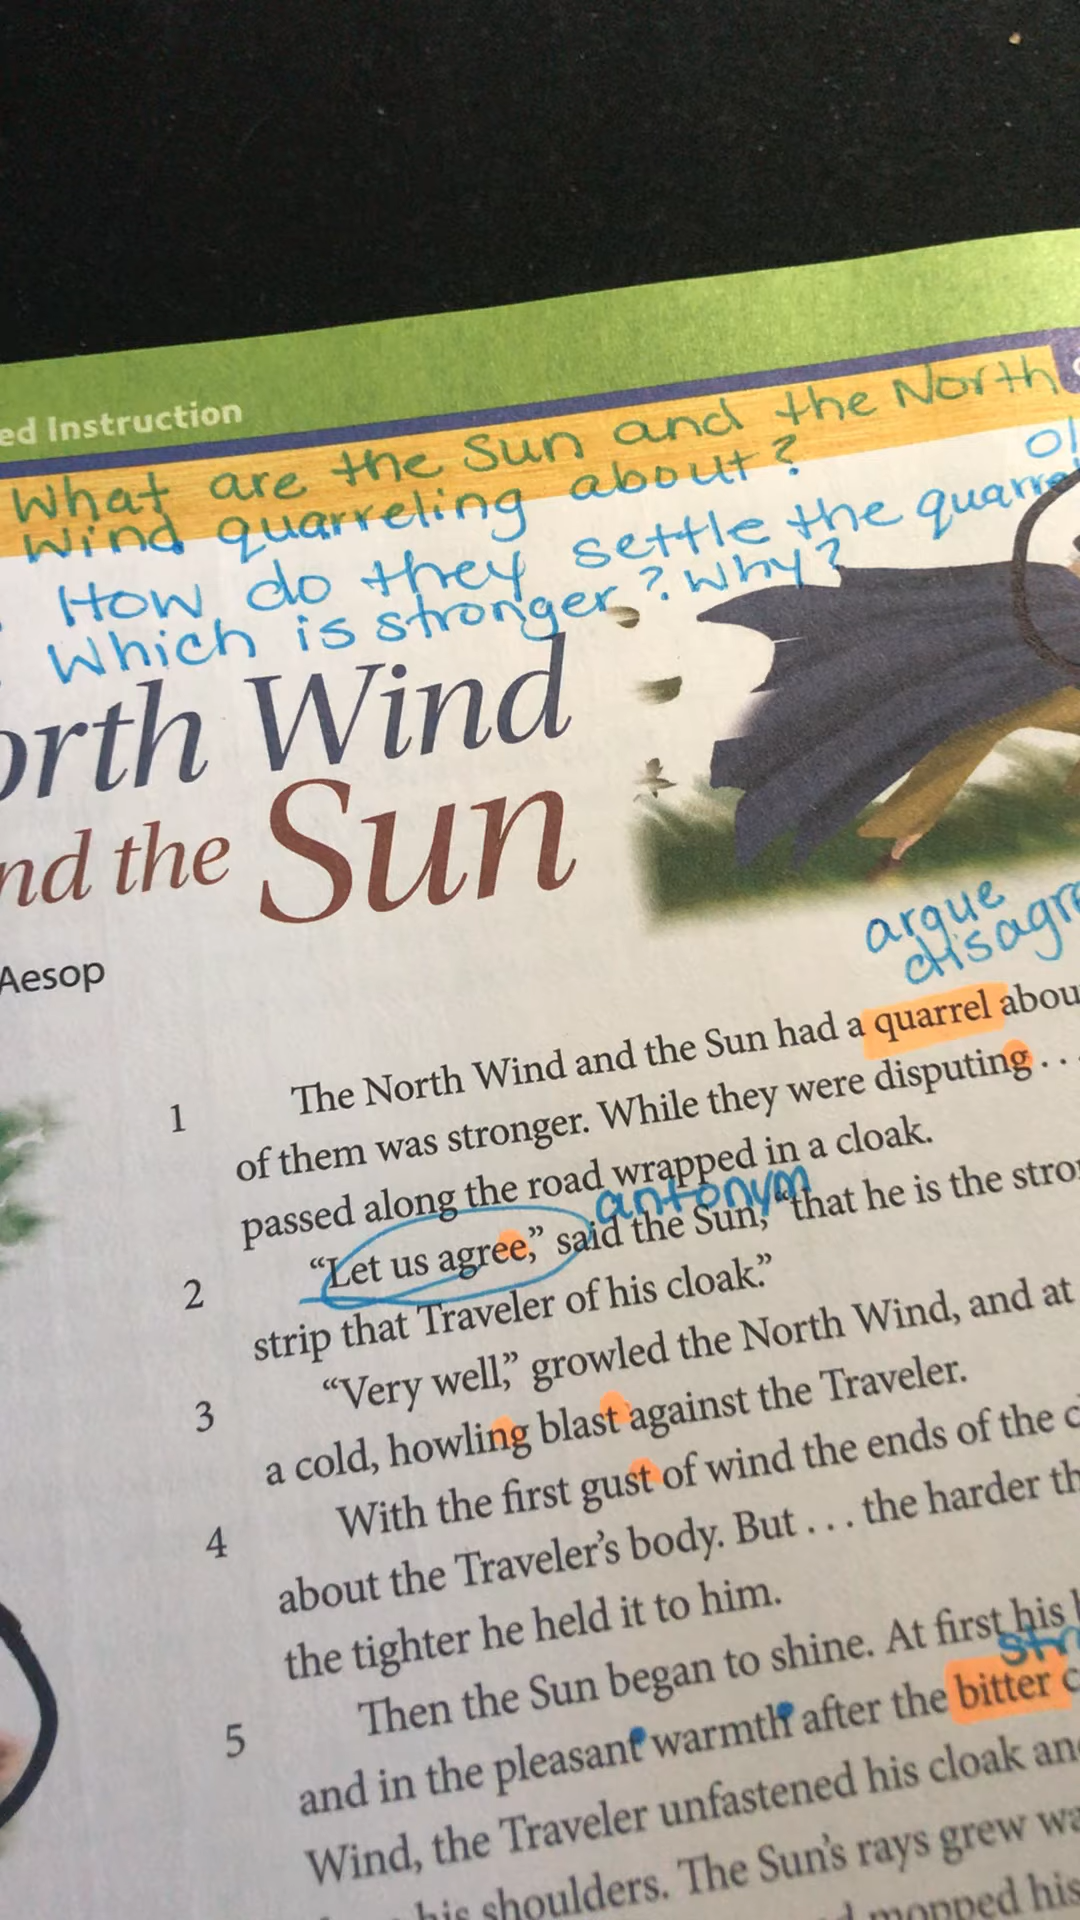 ed Instruction
What are the Sun and the North
Wind quarreling about?
How do they settle the quarre
Which is stronger? Why?
orth Wind
nd the Sun
Aesop
argue
disagr
1 The North Wind and the Sun had a quarrel abou
of them was stronger. While they were disputing . . .
passed along the road wrapped in a cloak.
antonym
2 “Let us agree,” said the Sun, “that he is the stro
strip that Traveler of his cloak.”
3 “Very well,” growled the North Wind, and at
a cold, howling blast against the Traveler.
4 With the first gust of wind the ends of the c
about the Traveler’s body. But . . . the harder th
the tighter he held it to him.
5 Then the Sun began to shine. At first his
and in the pleasant warmth after the bitter c
Wind, the Traveler unfastened his cloak an
his shoulders. The Sun’s rays grew wa
mopped his